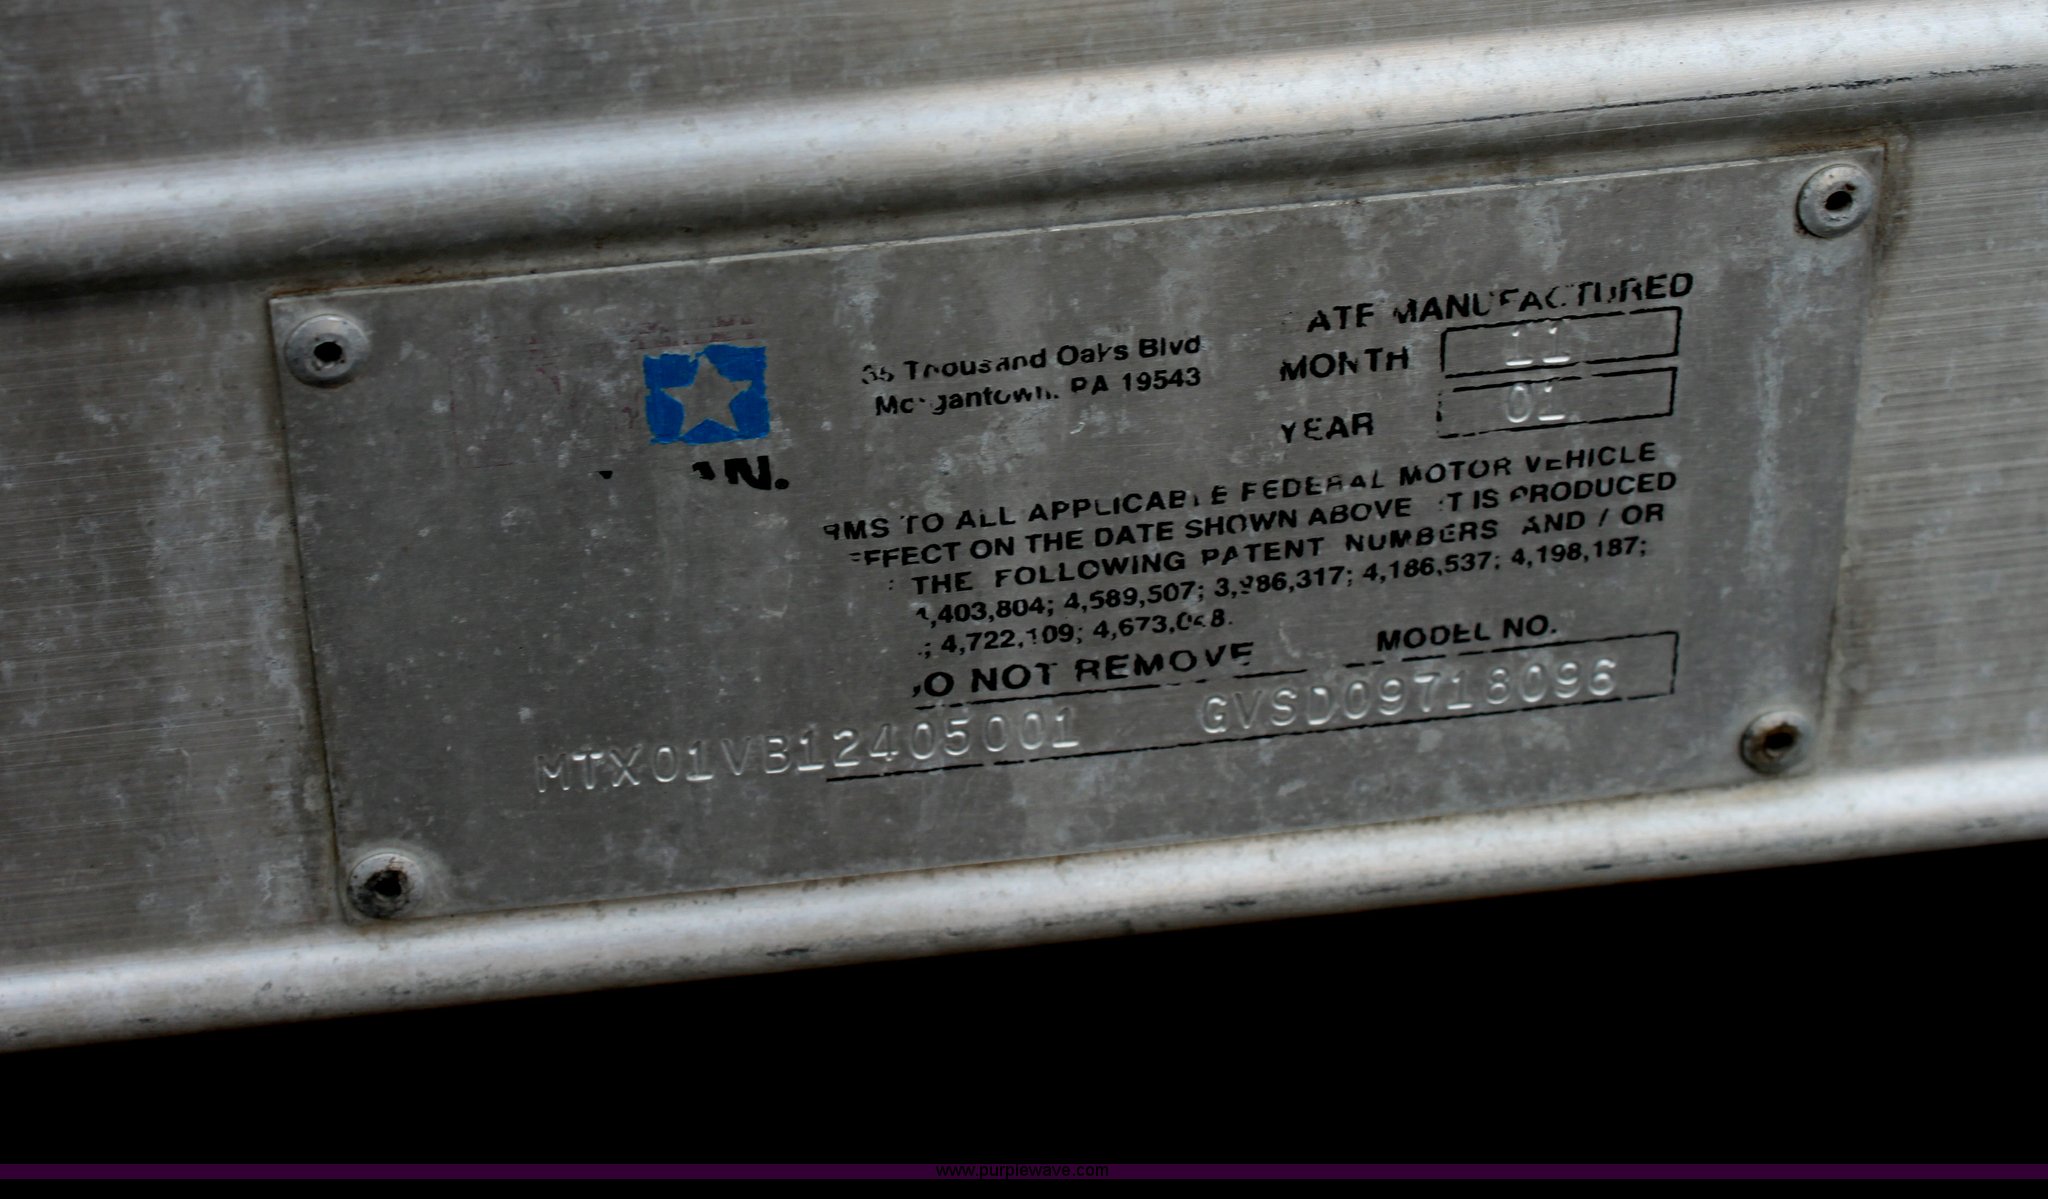 35 Thousand Oaks Blvd
Morgantown, PA 19543
ATE MANUFACTURED
MONTH 11
YEAR 01
N.
RMS TO ALL APPLICABLE FEDERAL MOTOR VEHICLE
EFFECT ON THE DATE SHOWN ABOVE IT IS PRODUCED
THE FOLLOWING PATENT NUMBERS AND / OR
4,403,804; 4,589,507; 3,986,317; 4,186,537; 4,198,187;
; 4,722,109;
O NOT REMOVE
MODEL NO.
MTX01VB12405001 GVSD09718096
www.purplewave.com